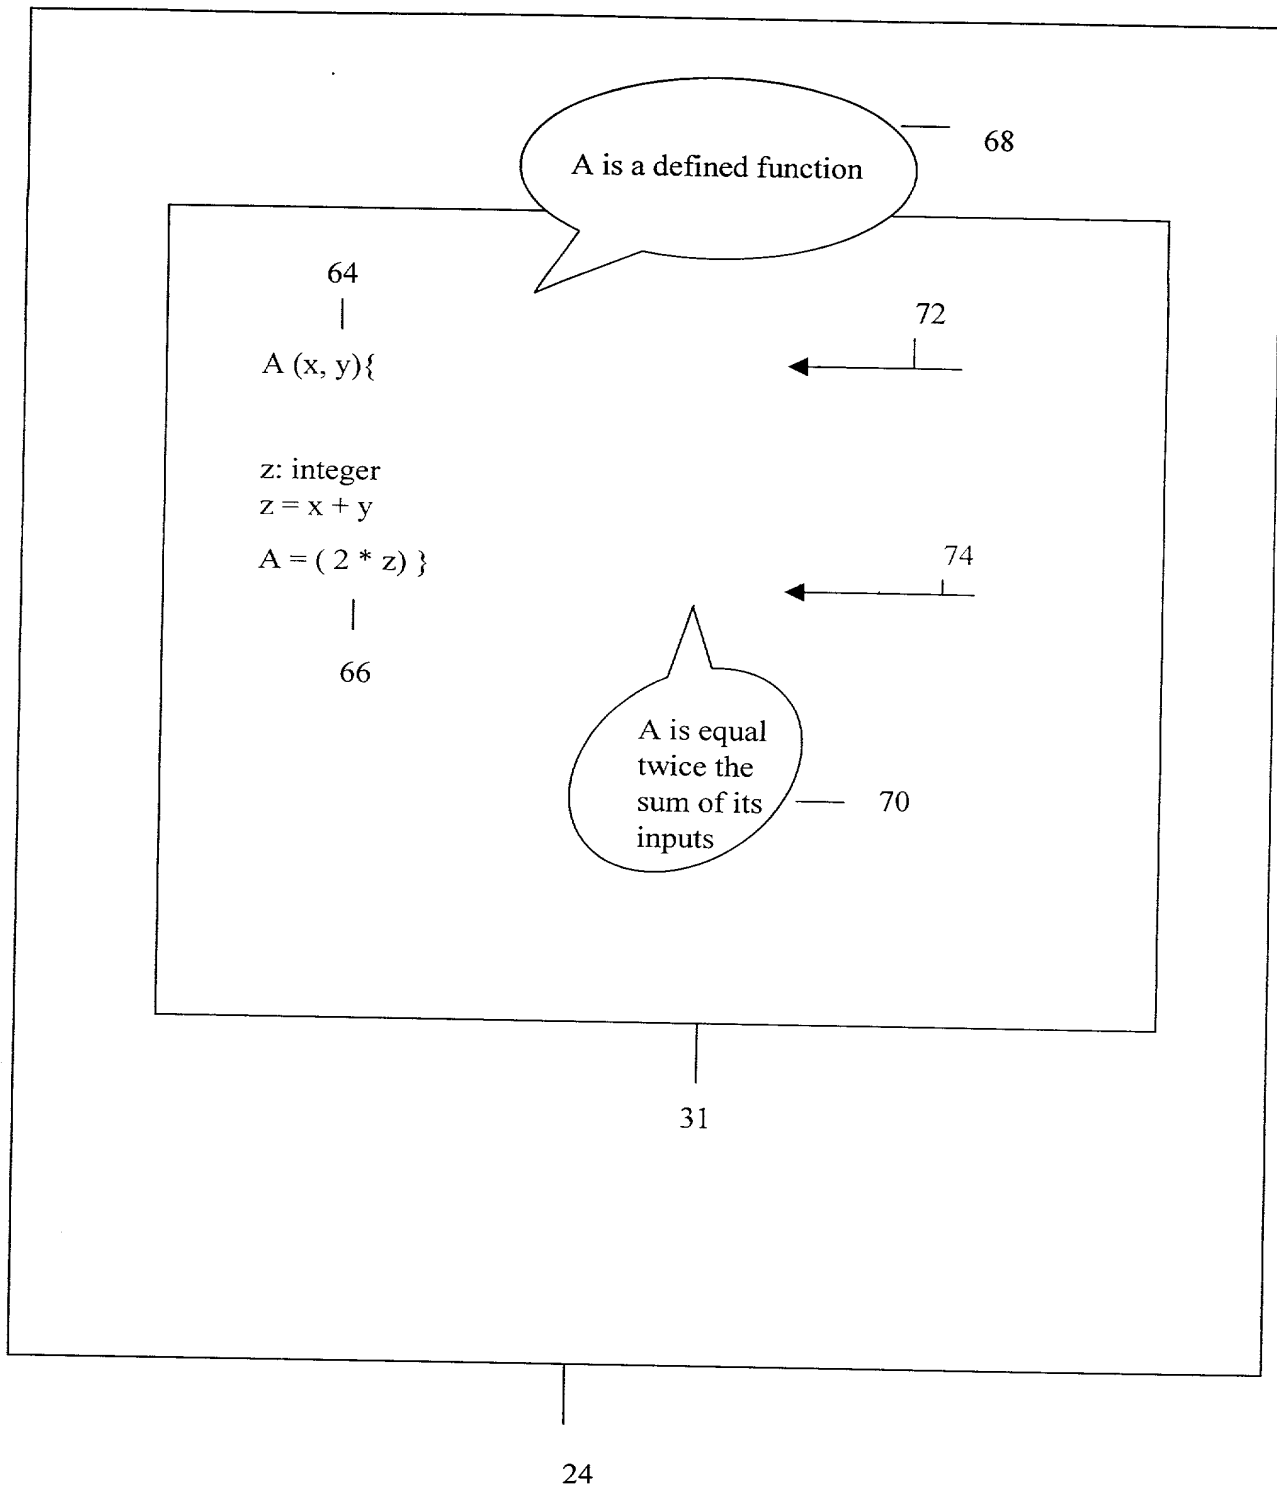 68
A is a defined function
64
72
A (x, y){
z: integer
z = x + y
A = ( 2 * z) }
74
66
A is equal
twice the
sum of its
inputs
70
31
24